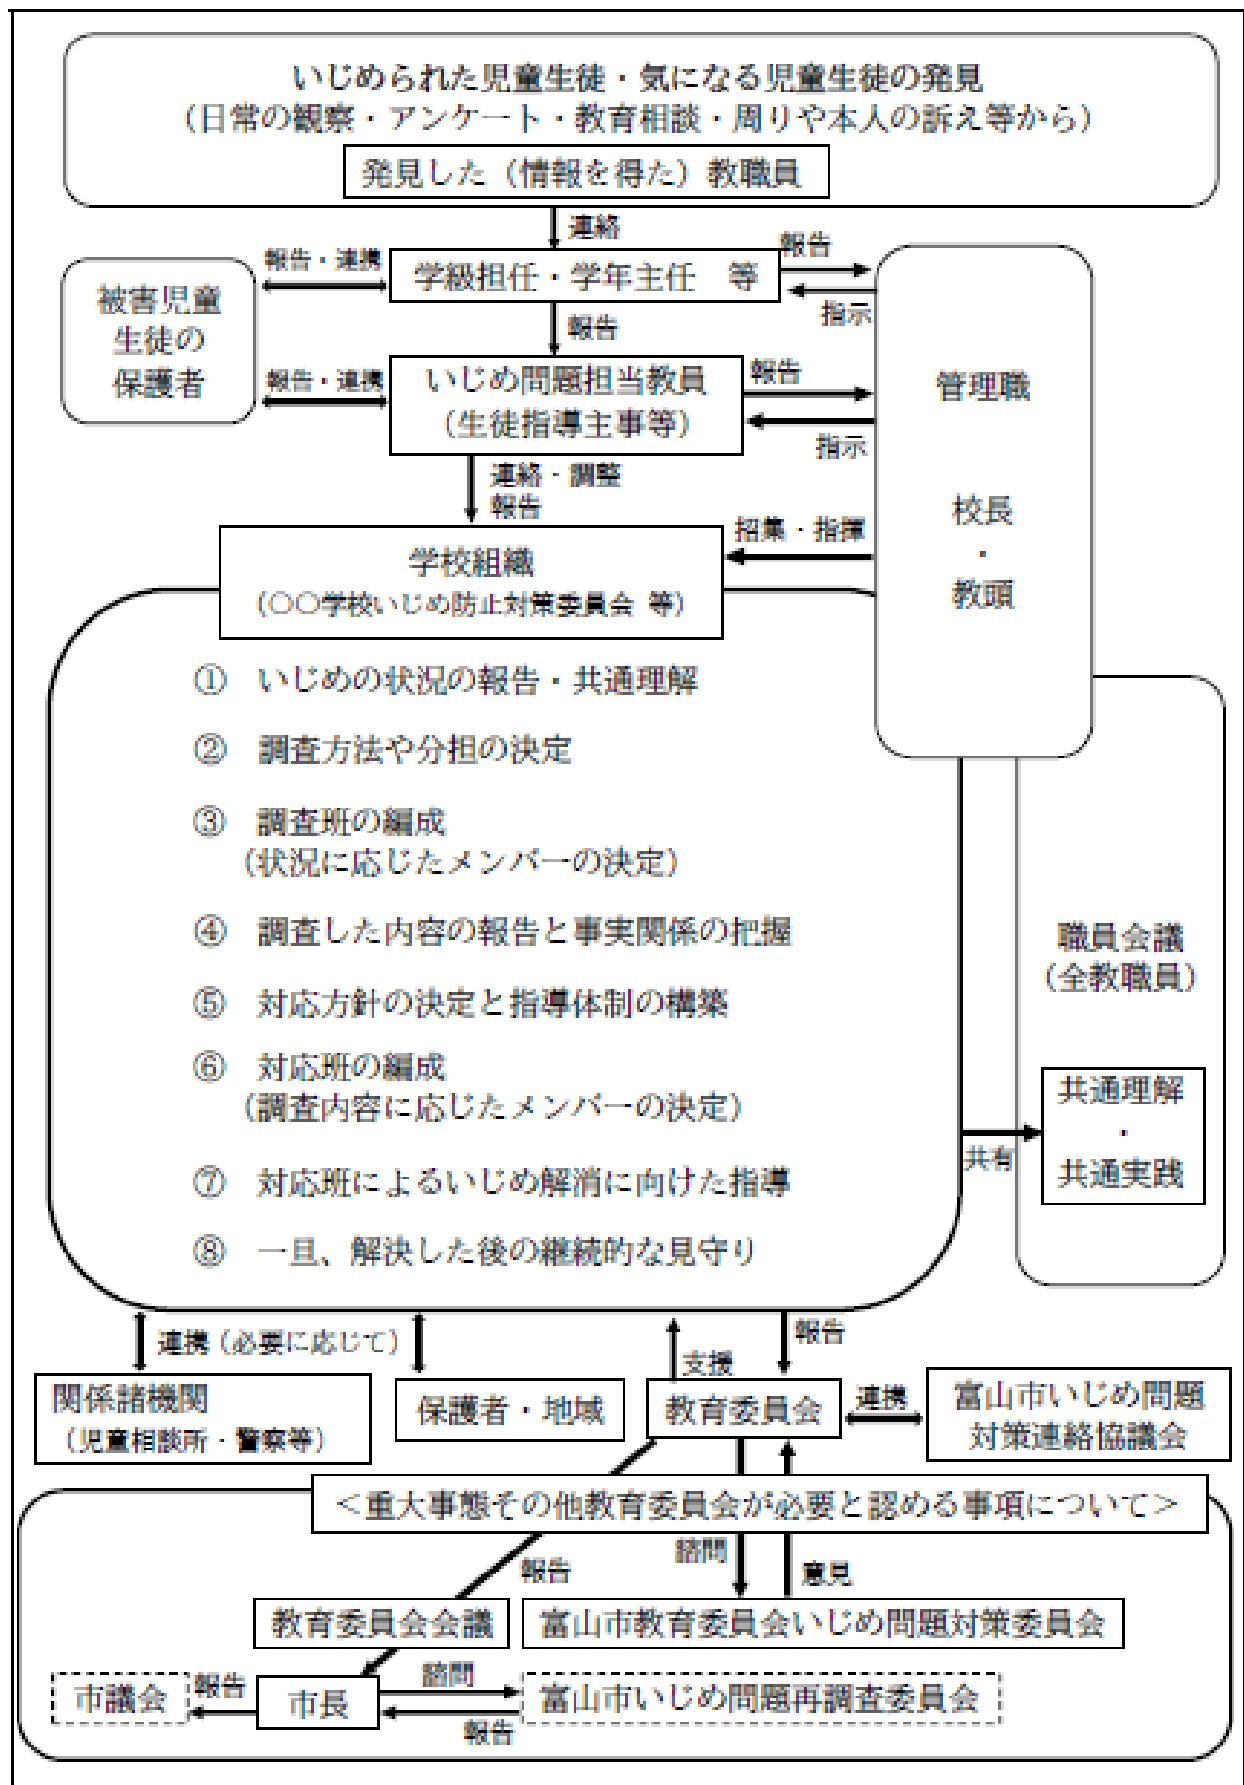 いじめられた児童生徒・気になる児童生徒の発見
（日常の観察・アンケート・教育相談・周りや本人の訴え等から）
発見した（情報を得た）教職員
連絡
報告・連携
学級担任・学年主任　等
報告
指示
被害児童
生徒の
保護者
報告
報告・連携
いじめ問題担当教員
（生徒指導主事等）
報告
指示
管理職
校長
・
教頭
連絡・調整
報告
招集・指揮
学校組織
（○○学校いじめ防止対策委員会 等）
①　いじめの状況の報告・共通理解
②　調査方法や分担の決定
③　調査班の編成
（状況に応じたメンバーの決定）
④　調査した内容の報告と事実関係の把握
⑤　対応方針の決定と指導体制の構築
⑥　対応班の編成
（調査内容に応じたメンバーの決定）
⑦　対応班によるいじめ解消に向けた指導
⑧　一旦、解決した後の継続的な見守り
職員会議
（全教職員）
共有
共通理解
・
共通実践
連携（必要に応じて）
支援
報告
関係諸機関
（児童相談所・警察等）
保護者・地域
教育委員会
連携
富山市いじめ問題
対策連絡協議会
＜重大事態その他教育委員会が必要と認める事項について＞
報告
諮問
意見
教育委員会会議
富山市教育委員会いじめ問題対策委員会
市議会
報告
市長
諮問
報告
富山市いじめ問題再調査委員会